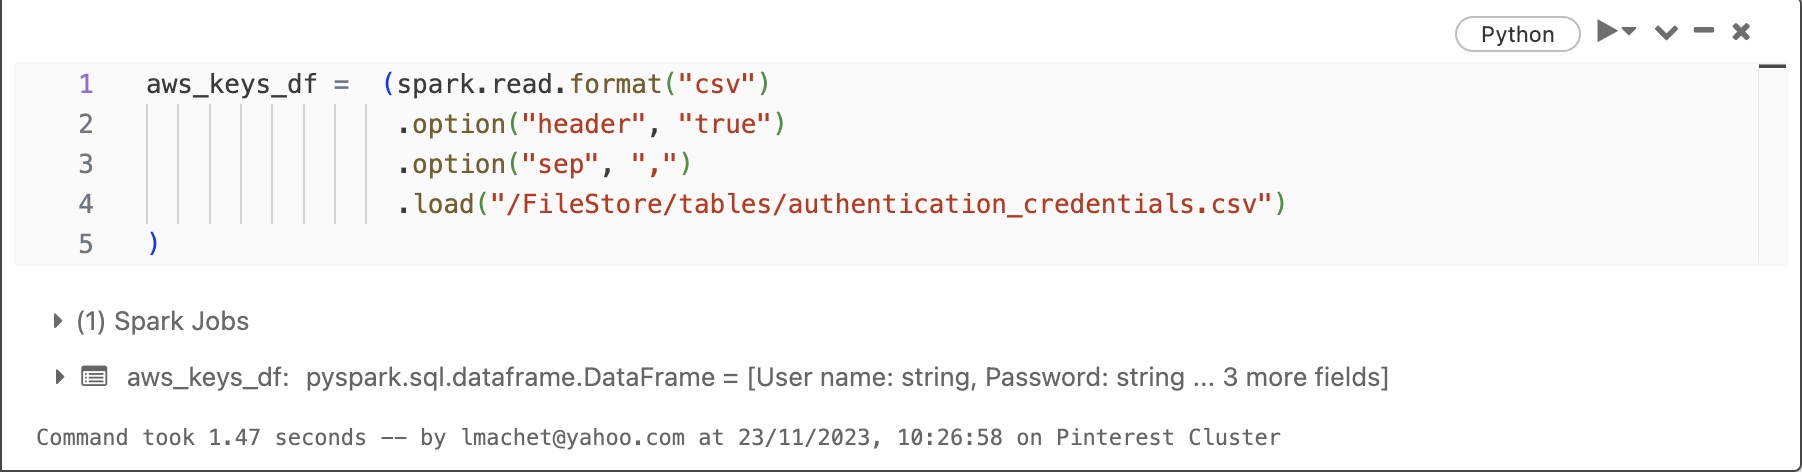 Python
1 aws_keys_df =  (spark.read.format("csv")
2 .option("header", "true")
3 .option("sep", ",")
4 .load("/FileStore/tables/authentication_credentials.csv")
5 )
(1) Spark Jobs
aws_keys_df: pyspark.sql.dataframe.DataFrame = [User name: string, Password: string ... 3 more fields]
Command took 1.47 seconds -- by lmachet@yahoo.com at 23/11/2023, 10:26:58 on Pinterest Cluster